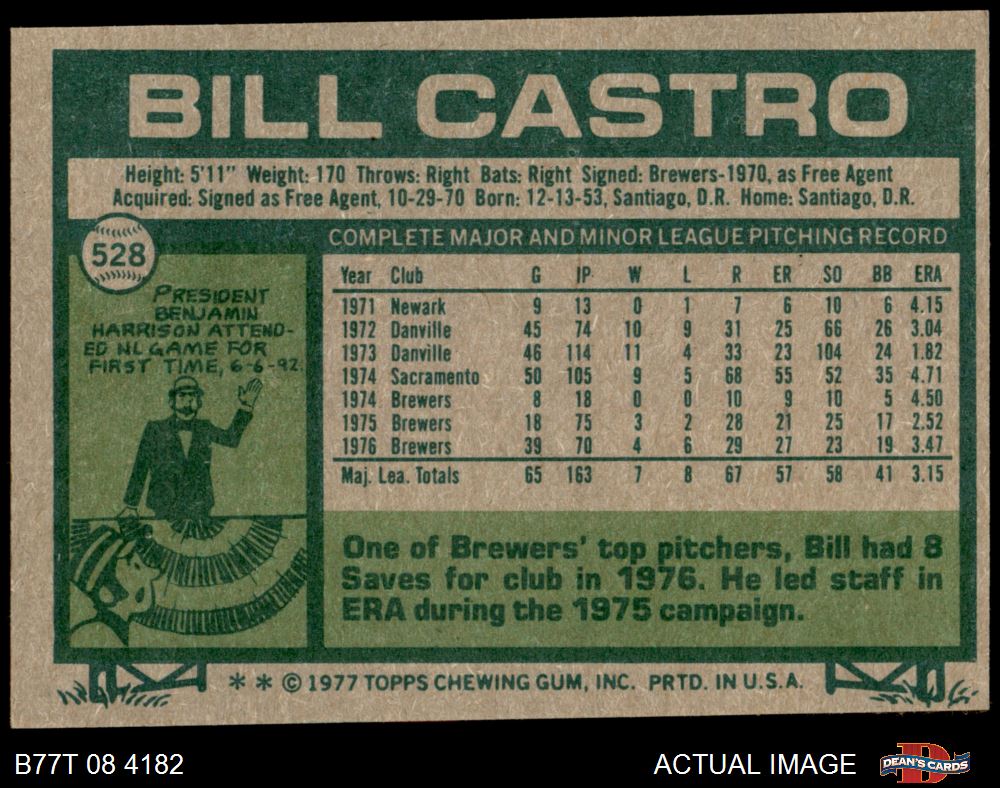 BILL CASTRO
Height: 5'11" Weight: 170 Throws: Right Bats: Right Signed: Brewers-1970, as Free Agent
Acquired: Signed as Free Agent, 10-29-70 Born: 12-13-53, Santiago, D.R. Home: Santiago, D.R.
528
PRESIDENT
BENJAMIN
HARRISON ATTEND-
ED NL GAME FOR
FIRST TIME, 6-6-92.
COMPLETE MAJOR AND MINOR LEAGUE PITCHING RECORD
Year Club G IP W L R ER SO BB ERA
1971 Newark 9 13 0 1 7 6 10 6 4.15
1972 Danville 45 74 10 9 31 25 66 26 3.04
1973 Danville 46 114 11 4 33 23 104 24 1.82
1974 Sacramento 50 105 9 5 68 55 52 35 4.71
1974 Brewers 8 18 0 0 10 9 10 5 4.50
1975 Brewers 18 75 3 2 28 21 25 17 2.52
1976 Brewers 39 70 4 6 29 27 23 19 3.47
Maj. Lea. Totals 65 163 7 8 67 57 58 41 3.15
One of Brewers' top pitchers, Bill had 8
Saves for club in 1976. He led staff in
ERA during the 1975 campaign.
** © 1977 TOPPS CHEWING GUM, INC. PRTD. IN U.S.A.
B77T 08 4182
ACTUAL IMAGE
D
DEAN'S CARDS